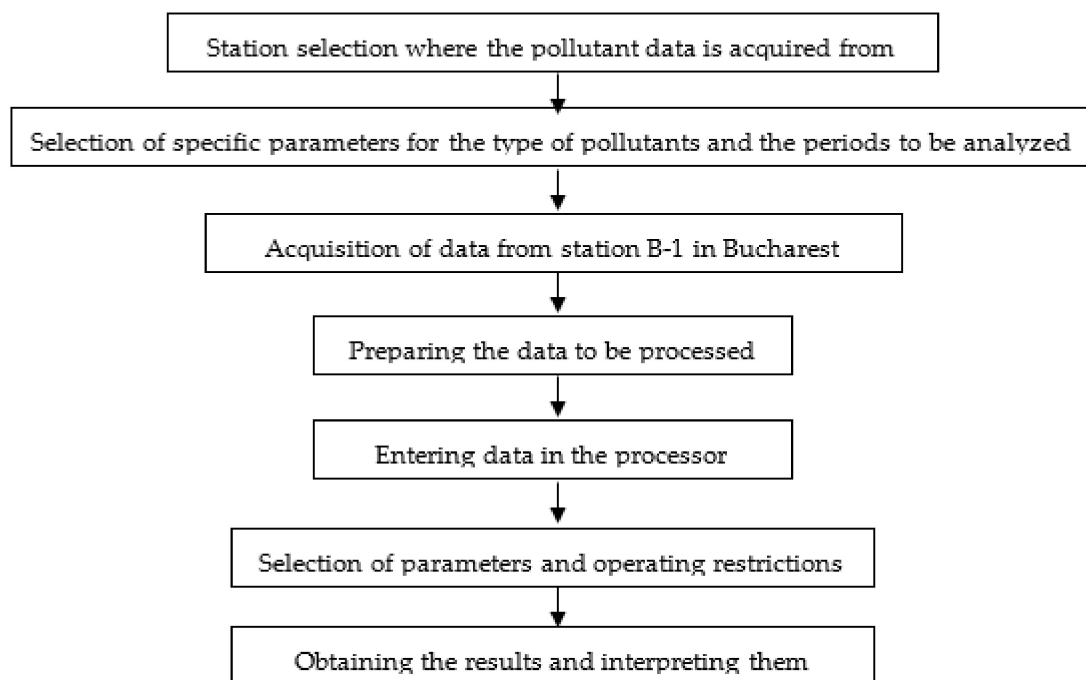 Station selection where the pollutant data is acquired from
Selection of specific parameters for the type of pollutants and the periods to be analyzed
Acquisition of data from station B-1 in Bucharest
Preparing the data to be processed
Entering data in the processor
Selection of parameters and operating restrictions
Obtaining the results and interpreting them